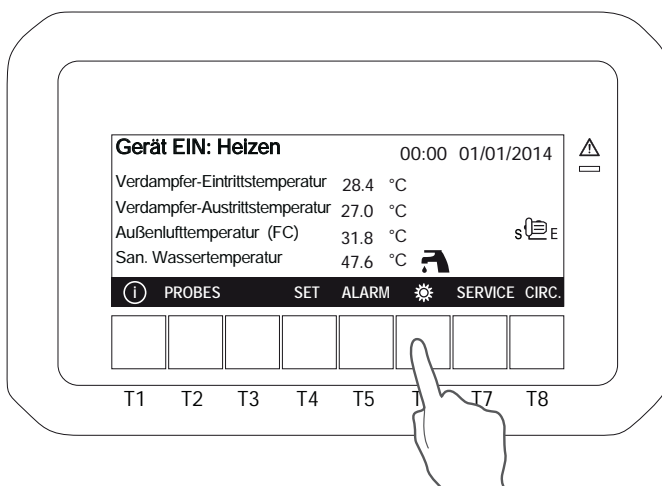 Gerät EIN: Heizen 00:00 01/01/2014
Verdampfer-Eintrittstemperatur 28.4 °C
Verdampfer-Austrittstemperatur 27.0 °C
Außenlufttemperatur (FC) 31.8 °C S E
San. Wassertemperatur 47.6 °C
i PROBES SET ALARM SERVICE CIRC.
T1 T2 T3 T4 T5 T T7 T8